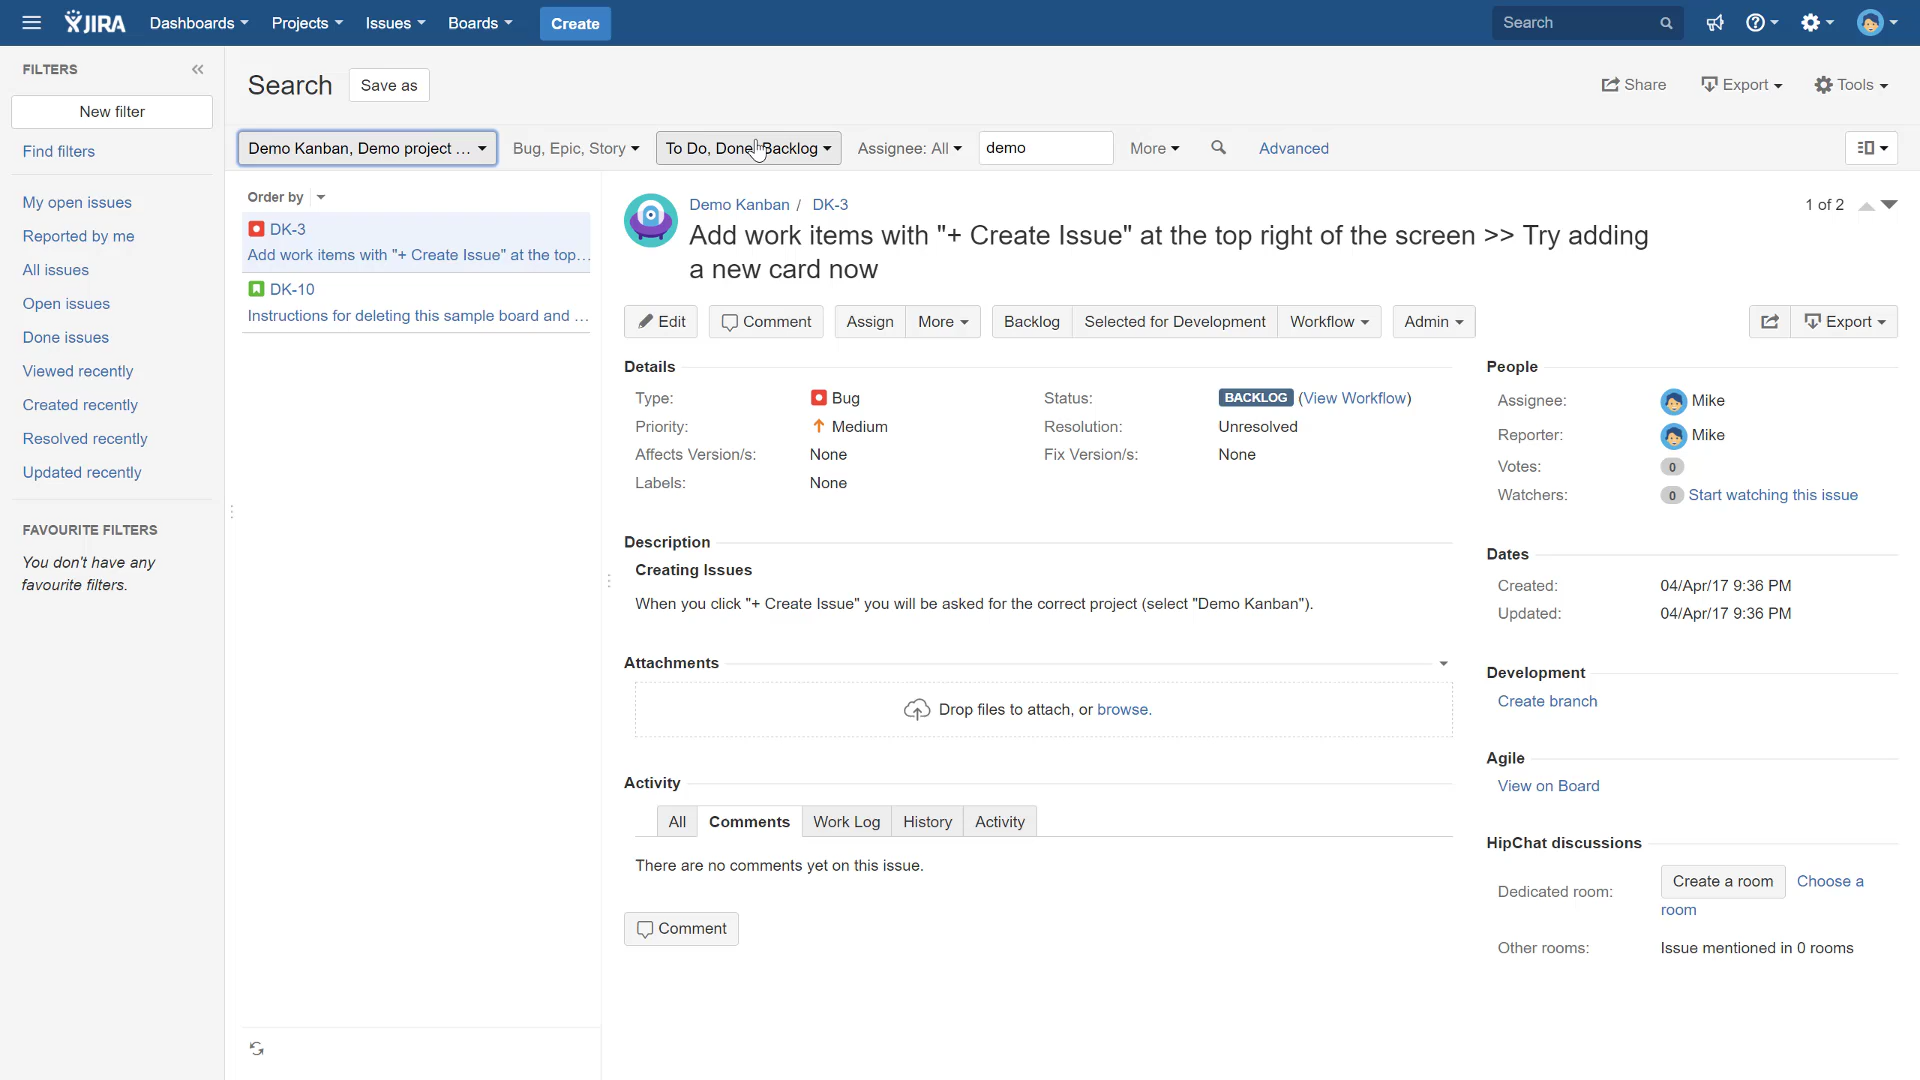 JIRA Dashboards Projects Issues Boards Create Search
FILTERS
New filter
Find filters
My open issues
Reported by me
All issues
Open issues
Done issues
Viewed recently
Created recently
Resolved recently
Updated recently
FAVOURITE FILTERS
You don't have any
favourite filters.
Search Save as Share Export Tools
Demo Kanban, Demo project ... Bug, Epic, Story To Do, Done, Backlog Assignee: All demo More Advanced
Order by
DK-3
Add work items with "+ Create Issue" at the top...
DK-10
Instructions for deleting this sample board and ...
Demo Kanban / DK-3 1 of 2
Add work items with "+ Create Issue" at the top right of the screen >> Try adding
a new card now
Edit Comment Assign More Backlog Selected for Development Workflow Admin Export
Details
Type: Bug Status: BACKLOG (View Workflow)
Priority: Medium Resolution: Unresolved
Affects Version/s: None Fix Version/s: None
Labels: None
Description
Creating Issues
When you click "+ Create Issue" you will be asked for the correct project (select "Demo Kanban").
Attachments
Drop files to attach, or browse.
Activity
All Comments Work Log History Activity
There are no comments yet on this issue.
Comment
People
Assignee: Mike
Reporter: Mike
Votes: 0
Watchers: 0 Start watching this issue
Dates
Created: 04/Apr/17 9:36 PM
Updated: 04/Apr/17 9:36 PM
Development
Create branch
Agile
View on Board
HipChat discussions
Dedicated room: Create a room Choose a
room
Other rooms: Issue mentioned in 0 rooms